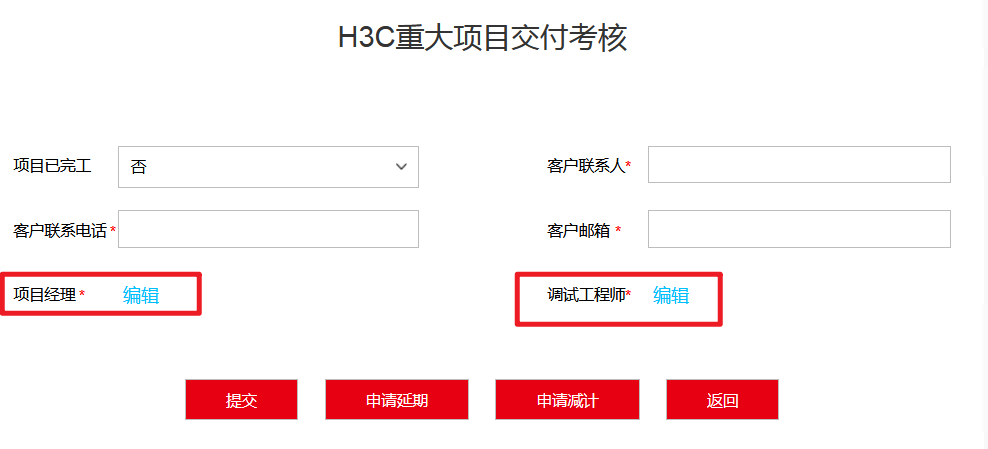 H3C重大项目交付考核
项目已完工 否 客户联系人*
客户联系电话 * 客户邮箱 *
项目经理 * 编辑 调试工程师* 编辑
提交 申请延期 申请减计 返回